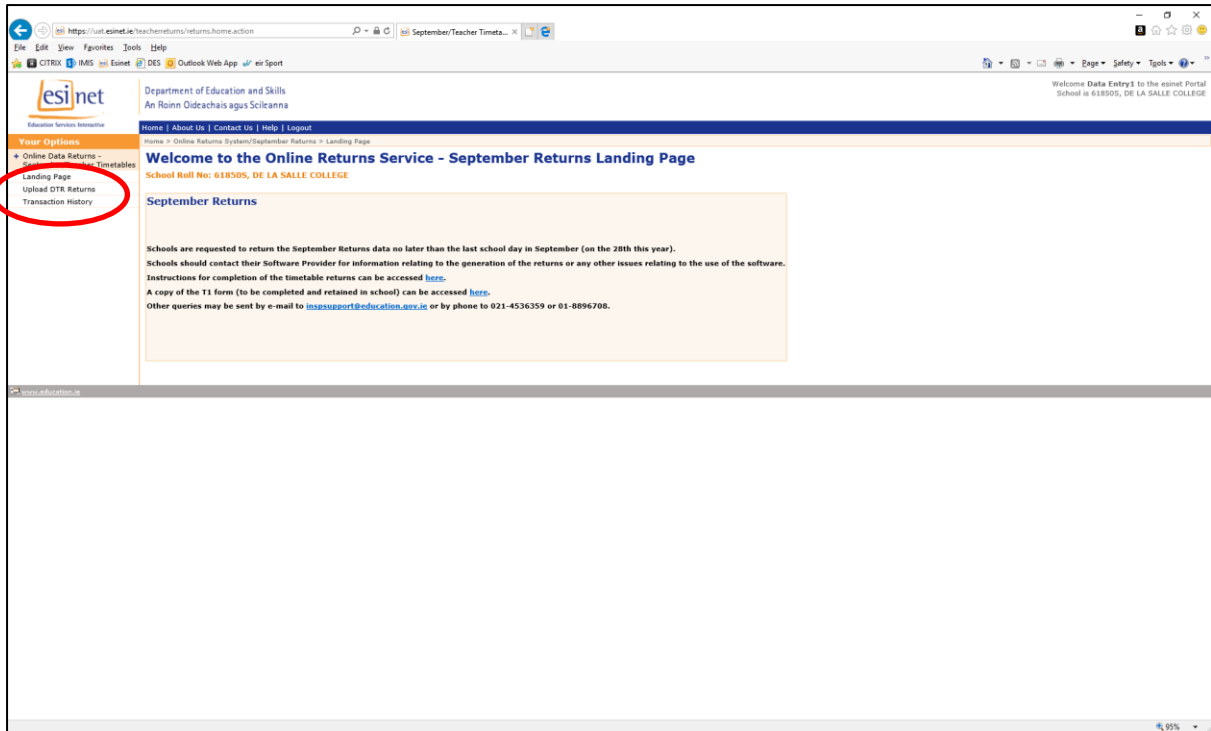 https://uat.esinet.ie/teacherreturns/returns.home.action
September/Teacher Timeta...
File Edit View Favorites Tools Help
CITRIX IMIS Esinet DES Outlook Web App eir Sport
Page Safety Tools
esinet
Education Services Interactive
Department of Education and Skills
An Roinn Oideachais agus Scileanna
Welcome Data Entry1 to the esinet Portal
School is 61850S, DE LA SALLE COLLEGE
Home | About Us | Contact Us | Help | Logout
Your Options
Home > Online Returns System/September Returns > Landing Page
Online Data Returns -
September/Teacher Timetables
Landing Page
Upload DTR Returns
Transaction History
Welcome to the Online Returns Service - September Returns Landing Page
School Roll No: 61850S, DE LA SALLE COLLEGE
September Returns
Schools are requested to return the September Returns data no later than the last school day in September (on the 28th this year).
Schools should contact their Software Provider for information relating to the generation of the returns or any other issues relating to the use of the software.
Instructions for completion of the timetable returns can be accessed here.
A copy of the T1 form (to be completed and retained in school) can be accessed here.
Other queries may be sent by e-mail to inspsupport@education.gov.ie or by phone to 021-4536359 or 01-8896708.
www.education.ie
95%